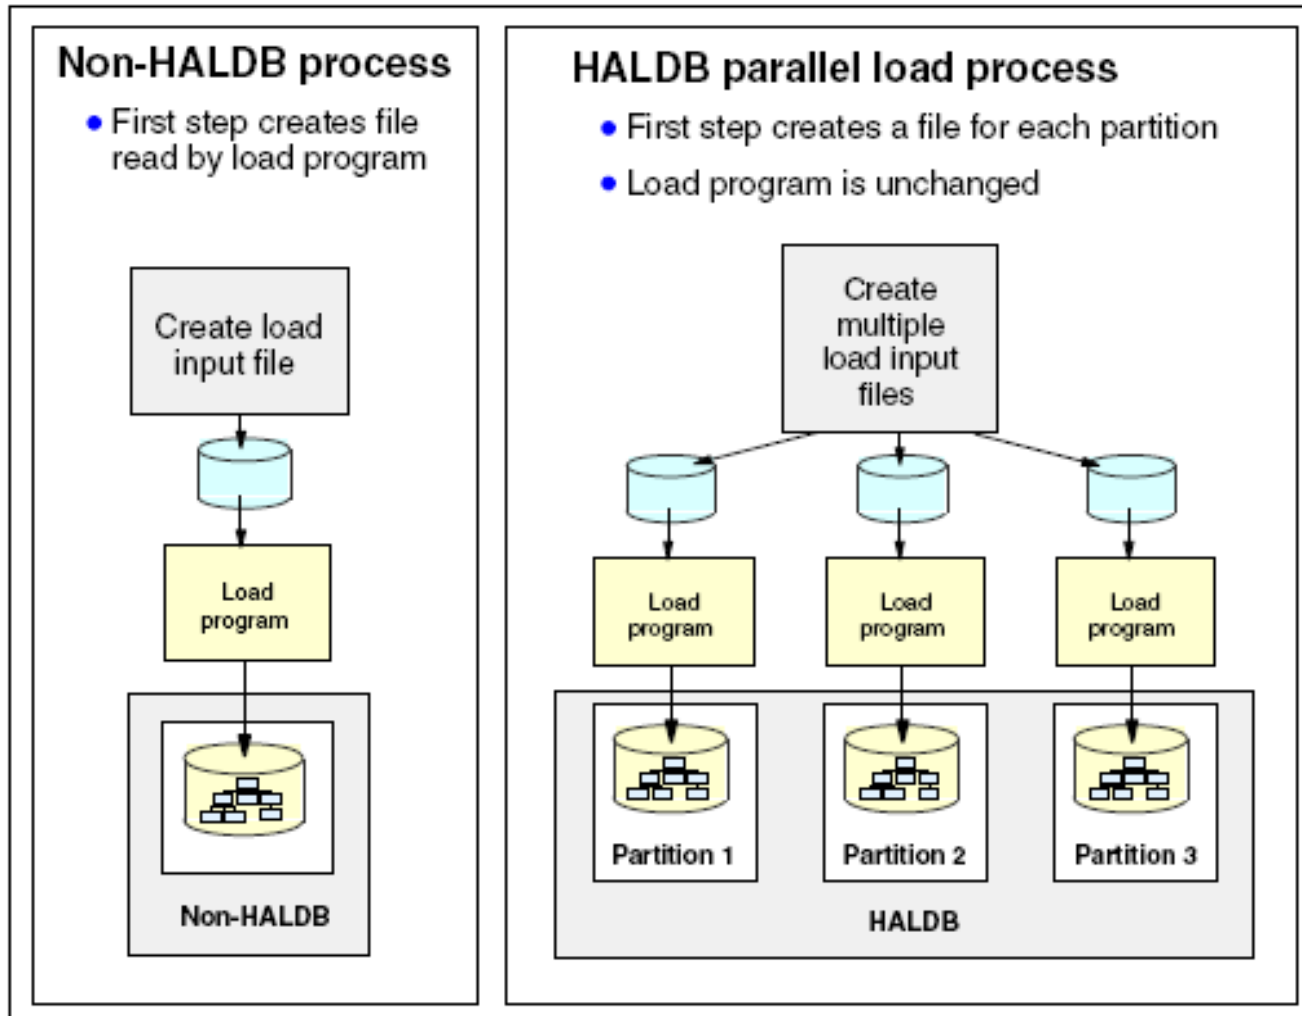 Non-HALDB process
First step creates file
read by load program
Create load
input file
Load
program
Non-HALDB
HALDB parallel load process
First step creates a file for each partition
Load program is unchanged
Create
multiple
load input
files
Load
program
Load
program
Load
program
Partition 1
Partition 2
Partition 3
HALDB